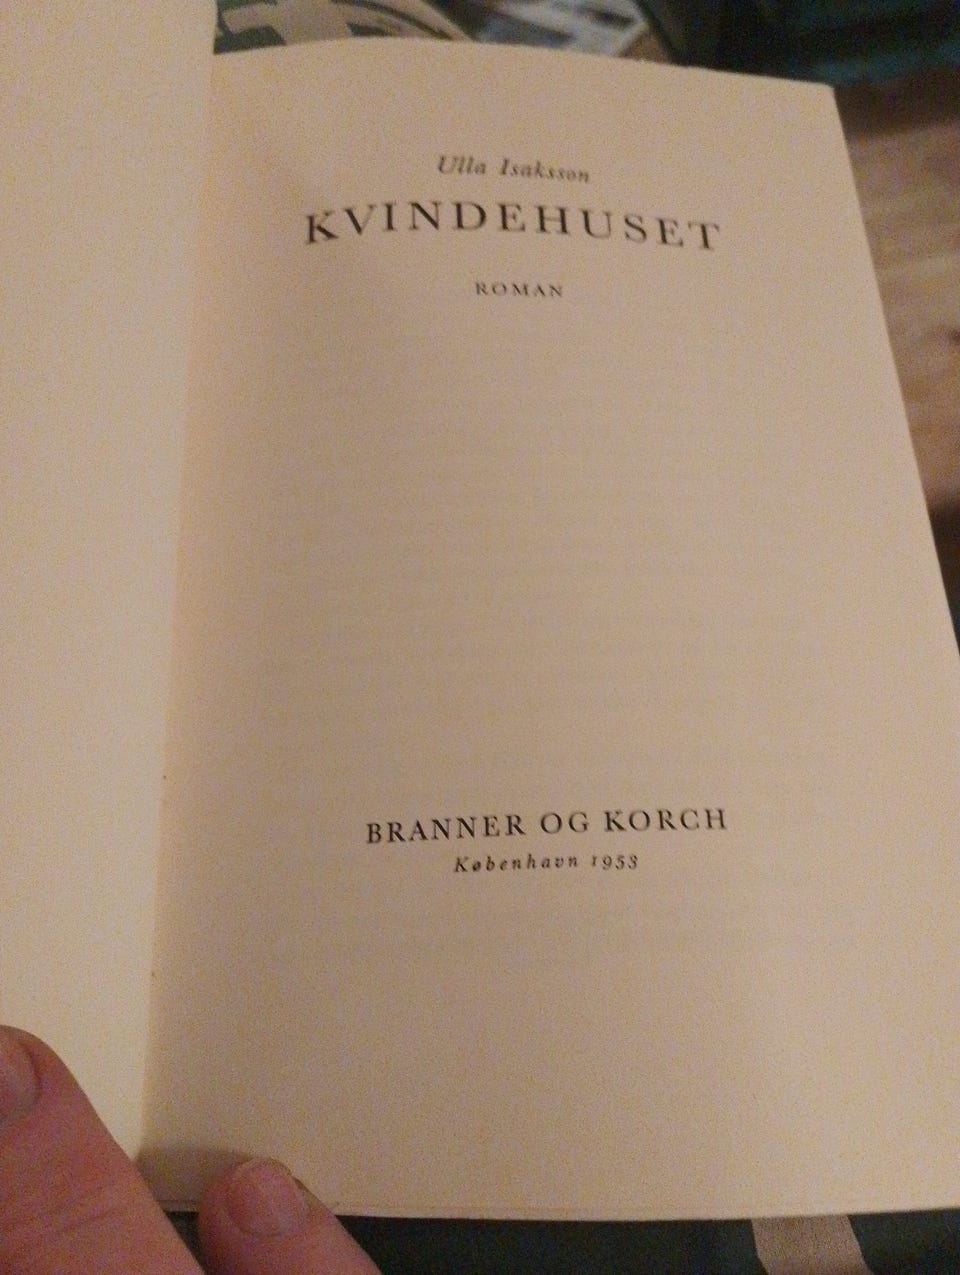 Ulla Isaksson
KVINDEHUSET
ROMAN
BRANNER OG KORCH
København 1953